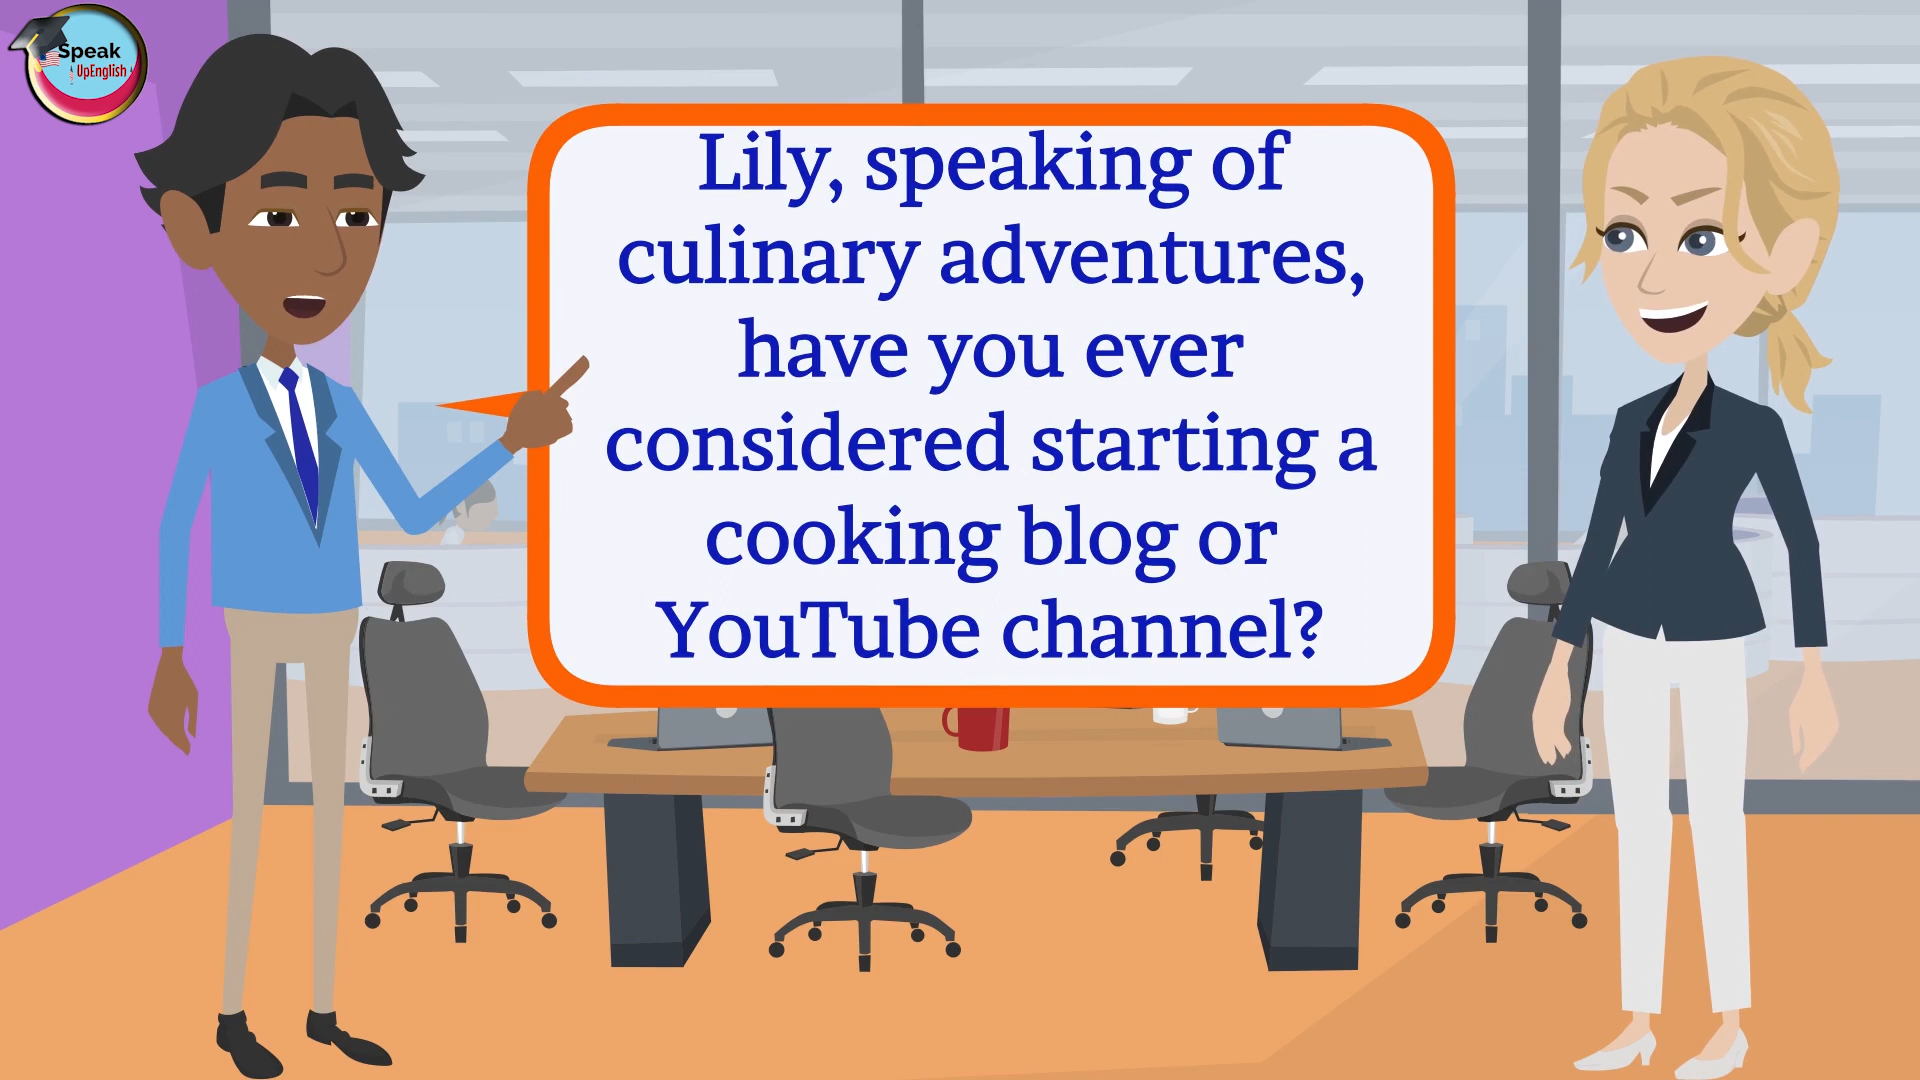 Speak
UpEnglish
Lily, speaking of
culinary adventures,
have you ever
considered starting a
cooking blog or
YouTube channel?